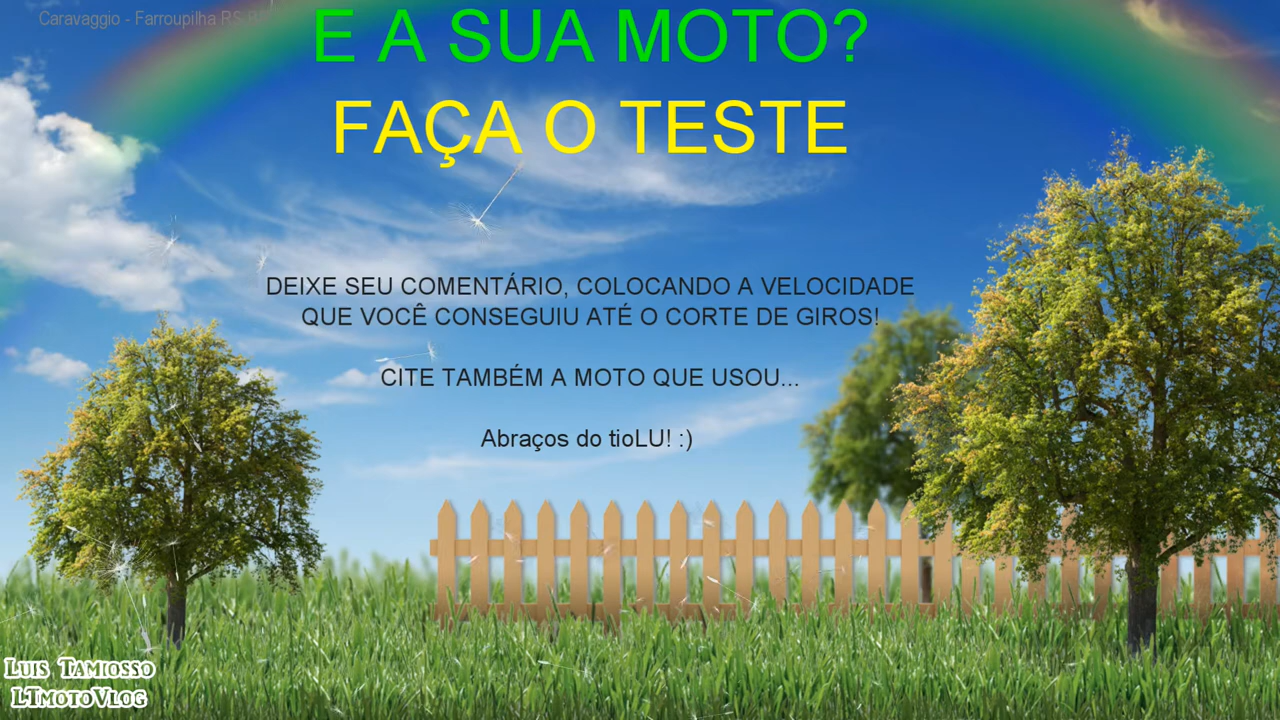 Caravaggio - Farroupilha RS BR
E A SUA MOTO?
FAÇA O TESTE
DEIXE SEU COMENTÁRIO, COLOCANDO A VELOCIDADE
QUE VOCÊ CONSEGUIU ATÉ O CORTE DE GIROS!
CITE TAMBÉM A MOTO QUE USOU...
Abraços do tioLU! :)
Luis Tamiosso
LTmotoVlog